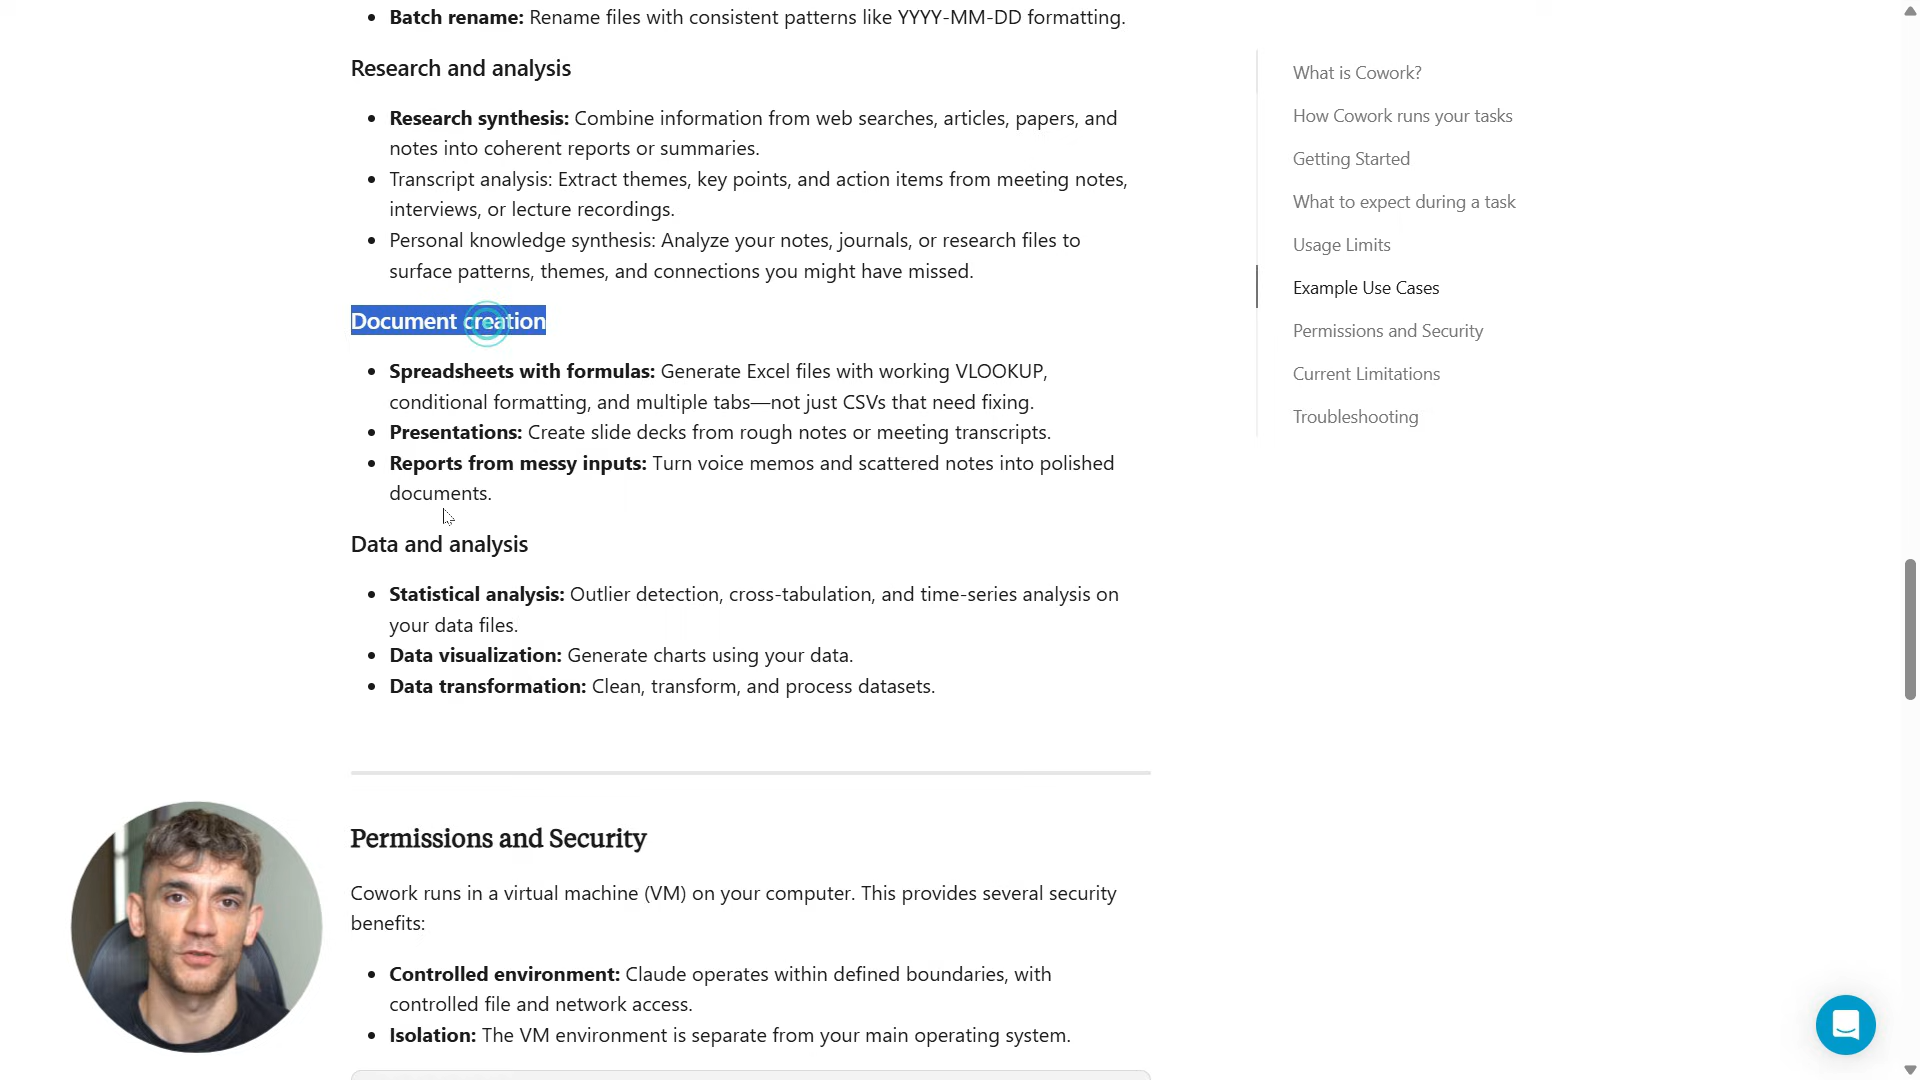 Batch rename: Rename files with consistent patterns like YYYY-MM-DD formatting.
Research and analysis
Research synthesis: Combine information from web searches, articles, papers, and
notes into coherent reports or summaries.
Transcript analysis: Extract themes, key points, and action items from meeting notes,
interviews, or lecture recordings.
Personal knowledge synthesis: Analyze your notes, journals, or research files to
surface patterns, themes, and connections you might have missed.
Document creation
Spreadsheets with formulas: Generate Excel files with working VLOOKUP,
conditional formatting, and multiple tabs—not just CSVs that need fixing.
Presentations: Create slide decks from rough notes or meeting transcripts.
Reports from messy inputs: Turn voice memos and scattered notes into polished
documents.
Data and analysis
Statistical analysis: Outlier detection, cross-tabulation, and time-series analysis on
your data files.
Data visualization: Generate charts using your data.
Data transformation: Clean, transform, and process datasets.
Permissions and Security
Cowork runs in a virtual machine (VM) on your computer. This provides several security
benefits:
Controlled environment: Claude operates within defined boundaries, with
controlled file and network access.
Isolation: The VM environment is separate from your main operating system.
What is Cowork?
How Cowork runs your tasks
Getting Started
What to expect during a task
Usage Limits
Example Use Cases
Permissions and Security
Current Limitations
Troubleshooting